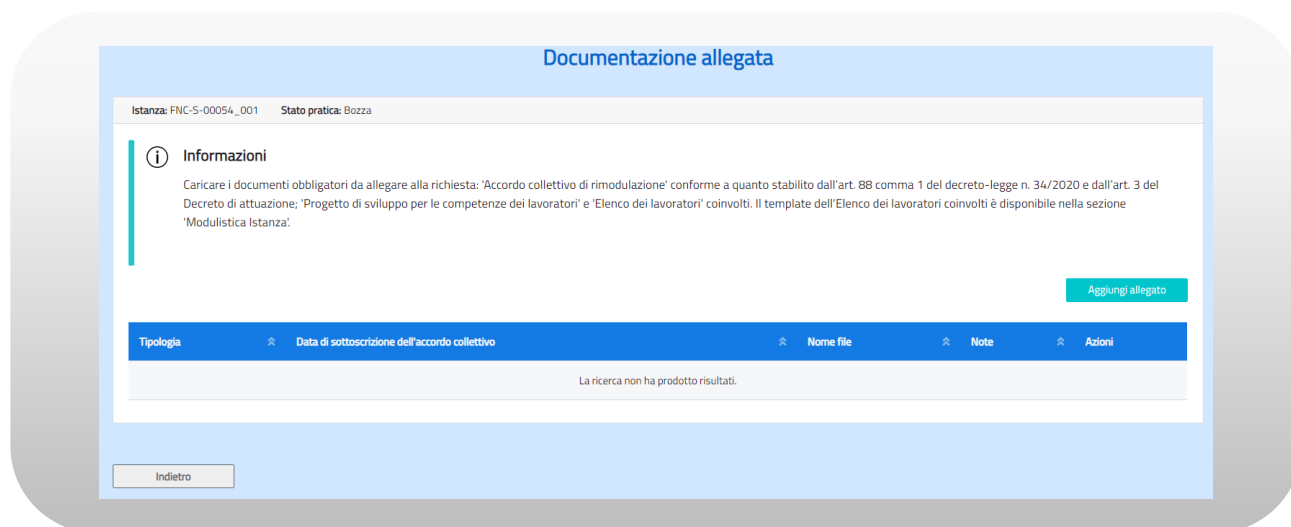 Documentazione allegata
Istanza: FNC-S-00054_001 Stato pratica: Bozza
Informazioni
Caricare i documenti obbligatori da allegare alla richiesta: 'Accordo collettivo di rimodulazione' conforme a quanto stabilito dall'art. 88 comma 1 del decreto-legge n. 34/2020 e dall'art. 3 del
Decreto di attuazione; 'Progetto di sviluppo per le competenze dei lavoratori' e 'Elenco dei lavoratori' coinvolti. Il template dell'Elenco dei lavoratori coinvolti è disponibile nella sezione
'Modulistica Istanza'.
Aggiungi allegato
Tipologia Data di sottoscrizione dell'accordo collettivo Nome file Note Azioni
La ricerca non ha prodotto risultati.
Indietro